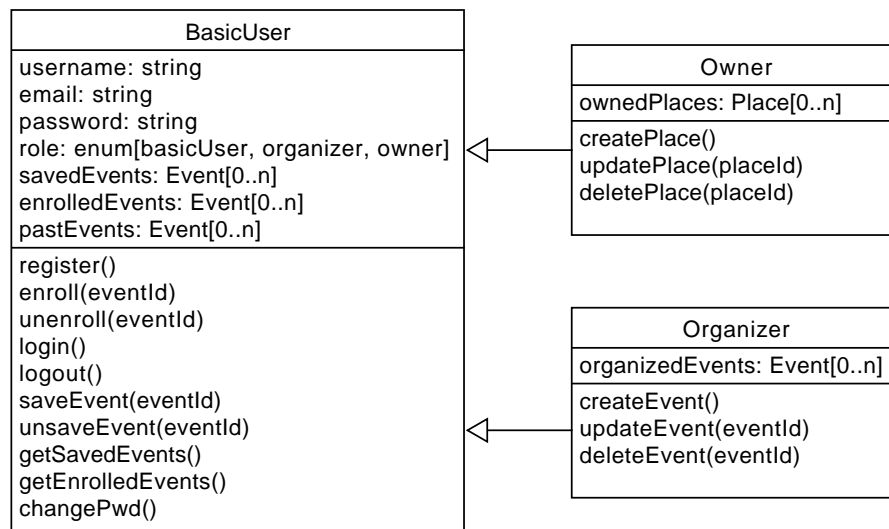 BasicUser
username: string
email: string
password: string
role: enum[basicUser, organizer, owner]
savedEvents: Event[0..n]
enrolledEvents: Event[0..n]
pastEvents: Event[0..n]
register()
enroll(eventId)
unenroll(eventId)
login()
logout()
saveEvent(eventId)
unsaveEvent(eventId)
getSavedEvents()
getEnrolledEvents()
changePwd()
Owner
ownedPlaces: Place[0..n]
createPlace()
updatePlace(placeId)
deletePlace(placeId)
Organizer
organizedEvents: Event[0..n]
createEvent()
updateEvent(eventId)
deleteEvent(eventId)